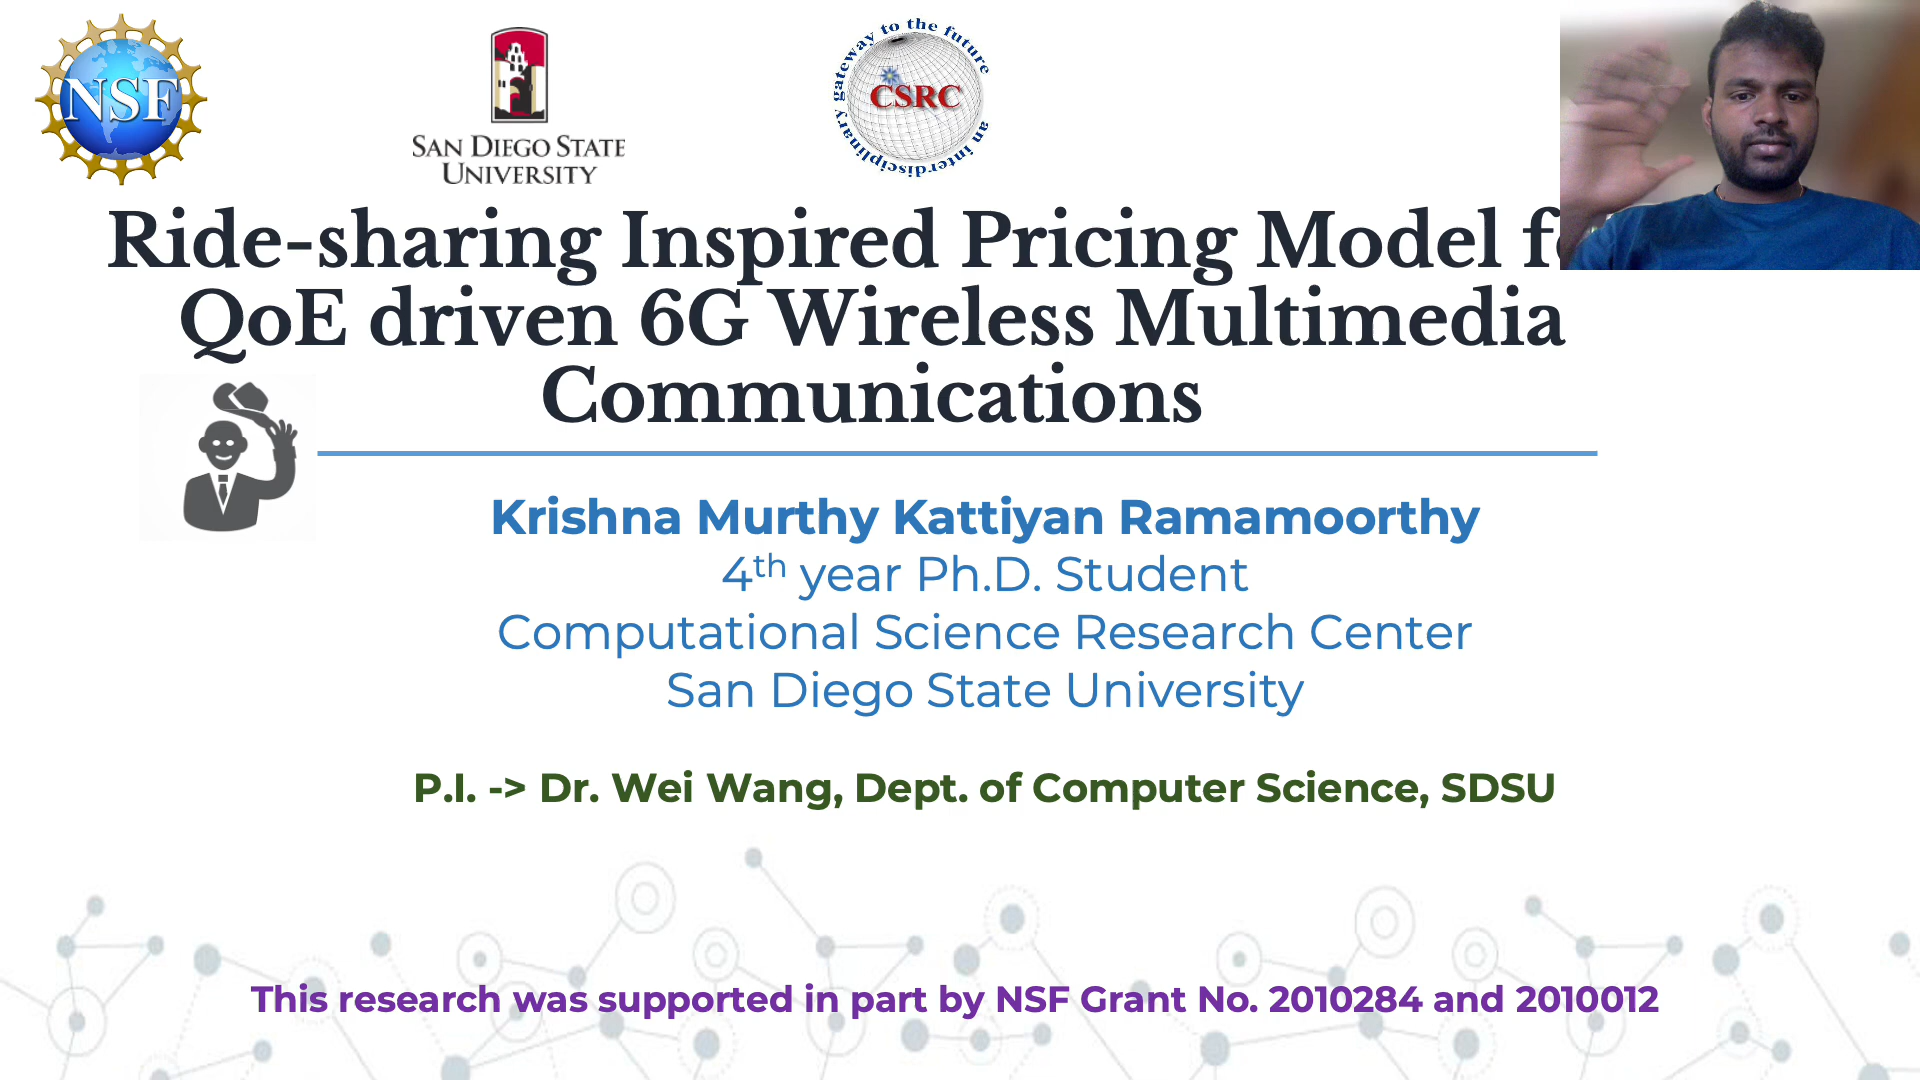 NSF
SAN DIEGO STATE
UNIVERSITY
an interdisciplinary gateway to the future
CSRC
Ride-sharing Inspired Pricing Model
QoE driven 6G Wireless Multimedia
Communications
Krishna Murthy Kattiyan Ramamoorthy
4th year Ph.D. Student
Computational Science Research Center
San Diego State University
P.I. -> Dr. Wei Wang, Dept. of Computer Science, SDSU
This research was supported in part by NSF Grant No. 2010284 and 2010012